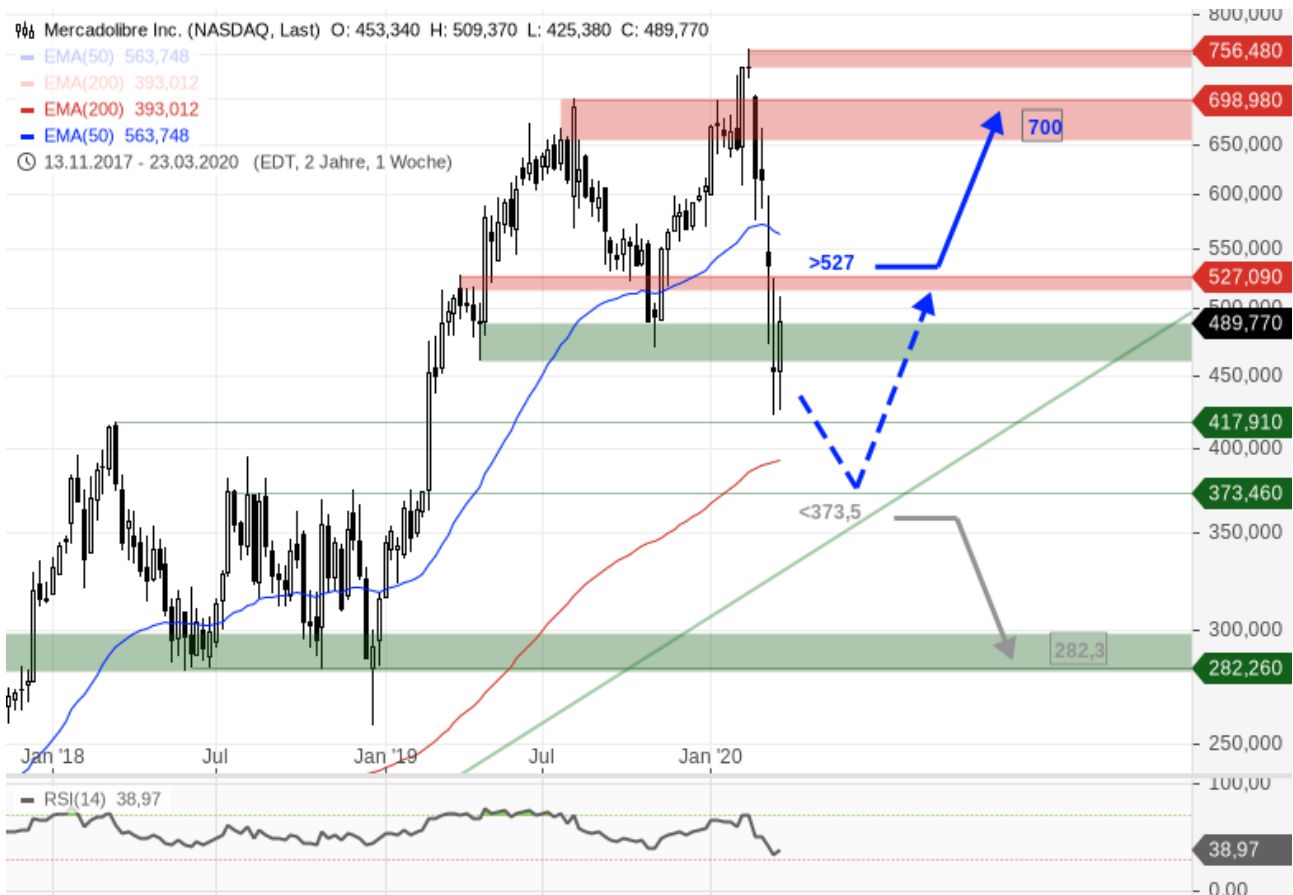 Mercadolibre Inc. (NASDAQ, Last) O: 453,340 H: 509,370 L: 425,380 C: 489,770
EMA(50) 563,748
EMA(200) 393,012
EMA(200) 393,012
EMA(50) 563,748
13.11.2017 - 23.03.2020 (EDT, 2 Jahre, 1 Woche)
800,000
756,480
698,980
700
650,000
600,000
550,000
>527
527,090
500,000
489,770
450,000
417,910
400,000
373,460
<373,5
350,000
300,000
282,3
282,260
250,000
Jan '18
Jul
Jan '19
Jul
Jan '20
RSI(14) 38,97
100,00
38,97
0,00